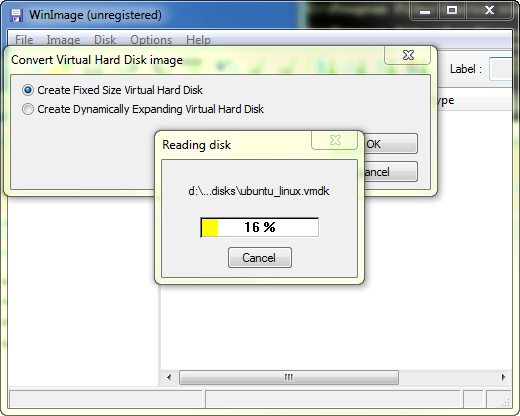 WinImage (unregistered)
File Image Disk Options Help
Convert Virtual Hard Disk image
Label :
Create Fixed Size Virtual Hard Disk
Create Dynamically Expanding Virtual Hard Disk
ype
OK
ancel
Reading disk
d:\...disks\ubuntu_linux.vmdk
16 %
Cancel